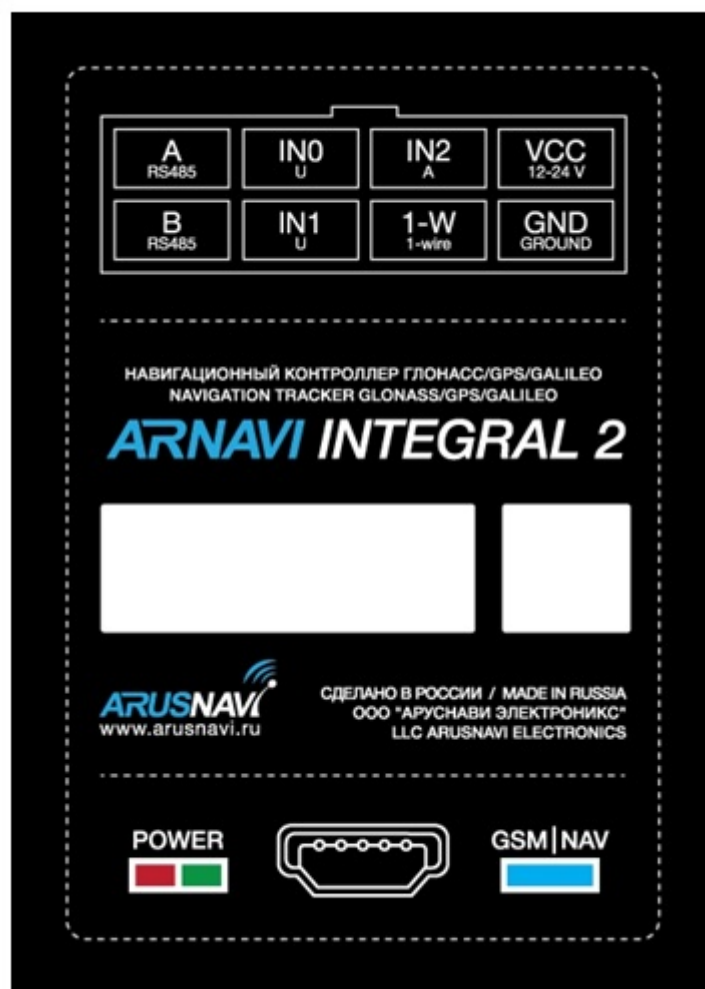 A IN0 IN2 VCC
RS485 U A 12-24 V
B IN1 1-W GND
RS485 U 1-wire GROUND
НАВИГАЦИОННЫЙ КОНТРОЛЛЕР ГЛОНАСС/GPS/GALILEO
NAVIGATION TRACKER GLONASS/GPS/GALILEO
ARNAVI INTEGRAL 2
ARUSNAVI
www.arusnavi.ru
СДЕЛАНО В РОССИИ / MADE IN RUSSIA
ООО "АРУСНАВИ ЭЛЕКТРОНИКС"
LLC ARUSNAVI ELECTRONICS
POWER
GSM|NAV